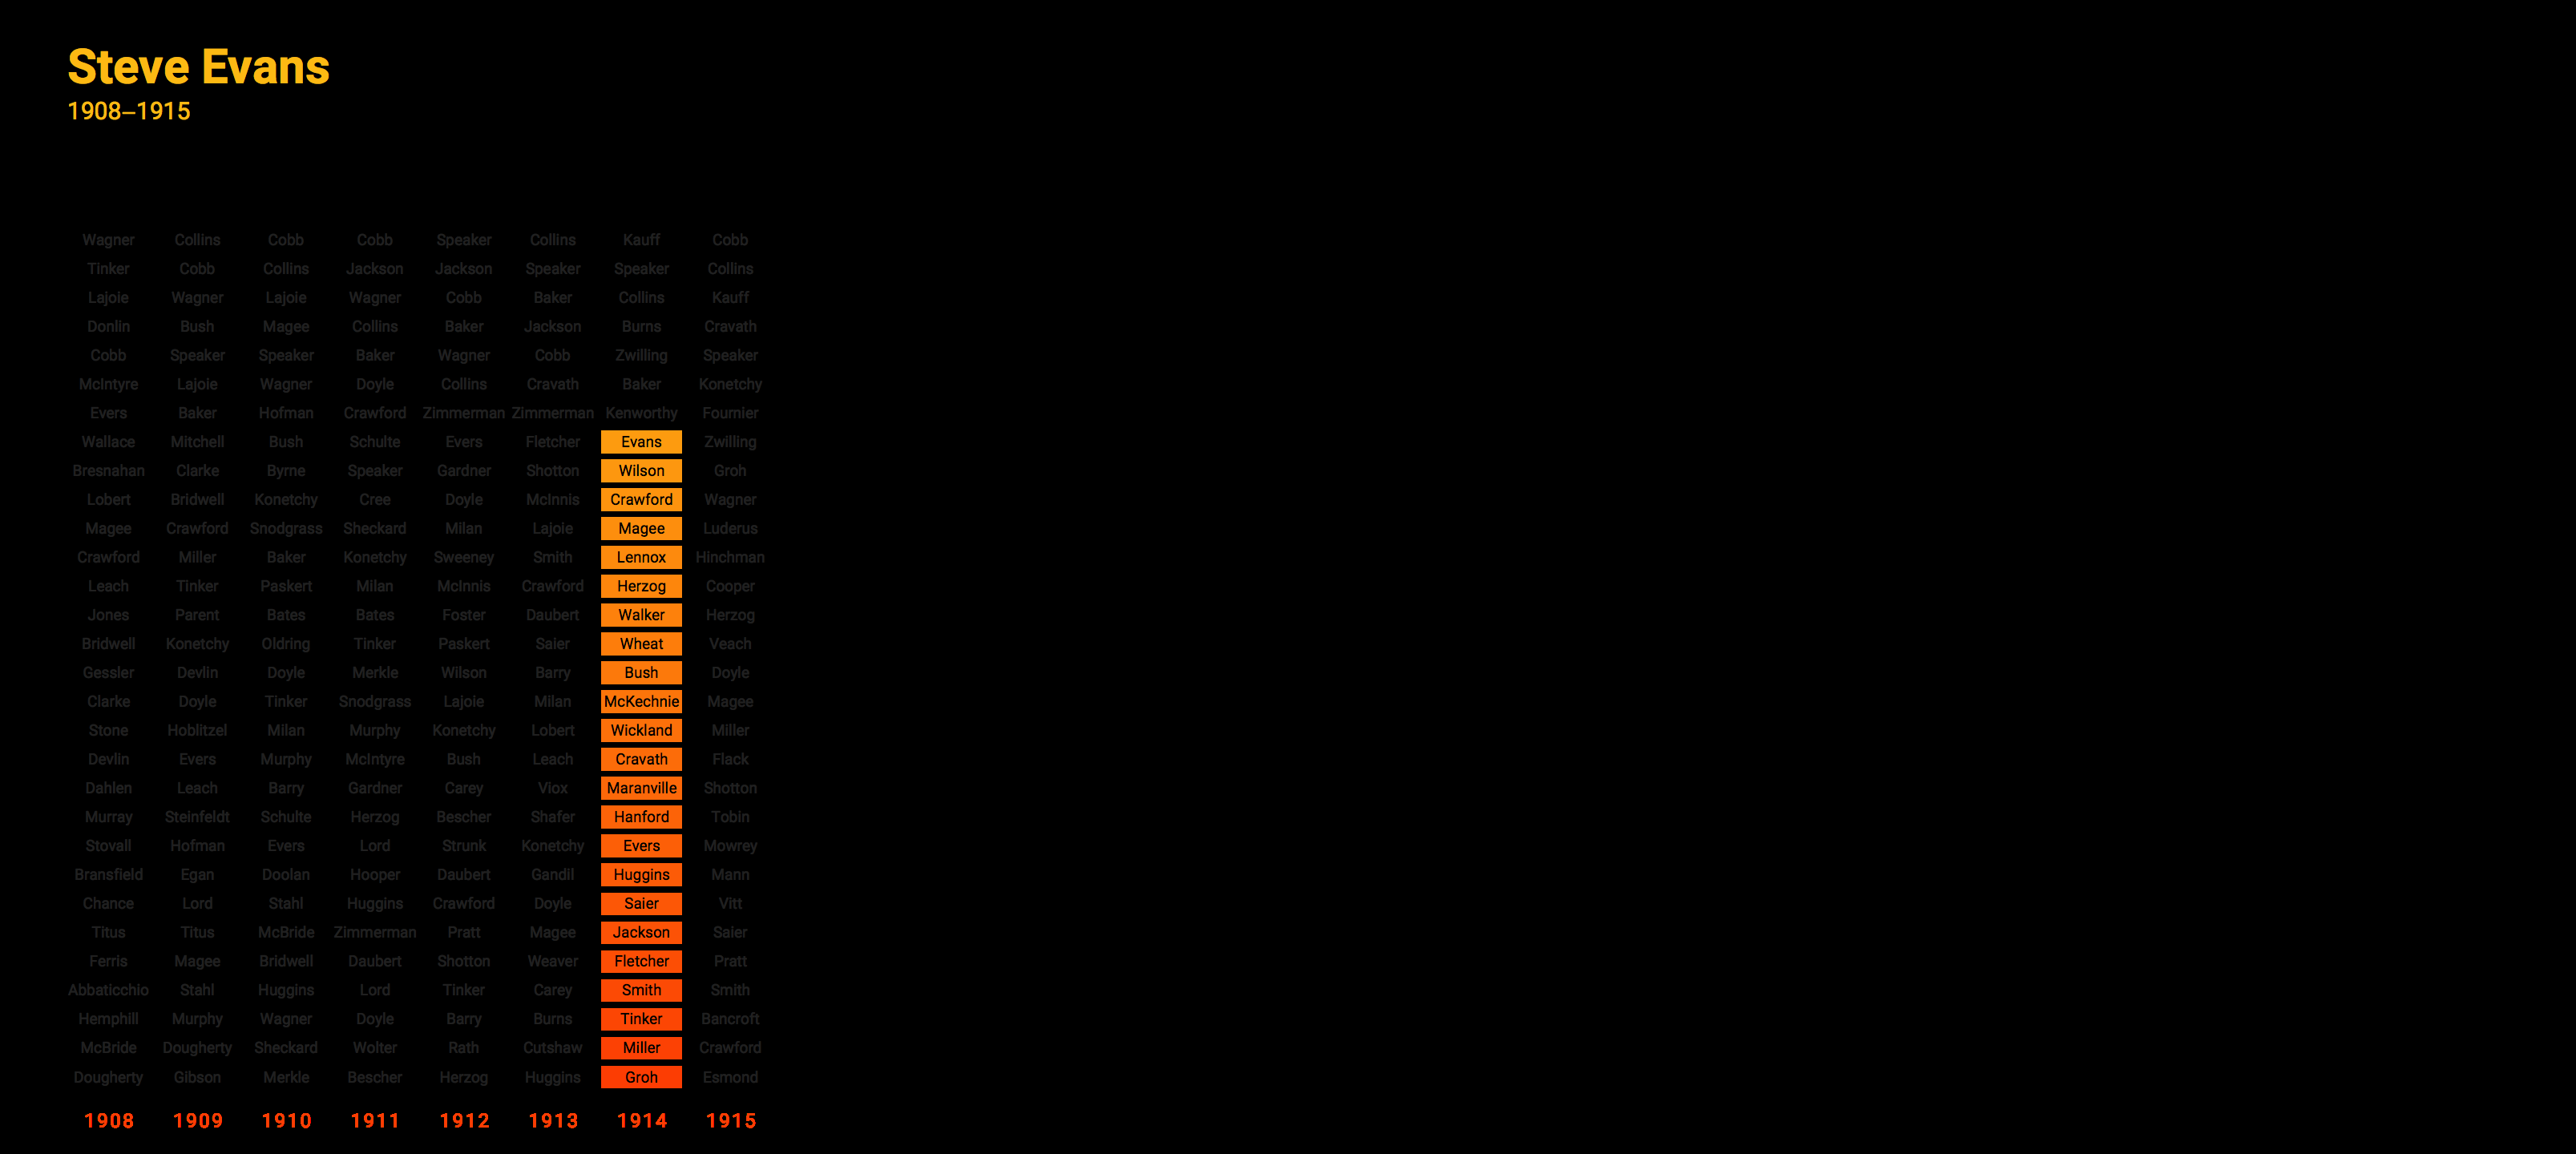 Steve Evans
1908–1915
Wagner Collins Cobb Cobb Speaker Collins Kauff Cobb
Tinker Cobb Collins Jackson Jackson Speaker Speaker Collins
Lajoie Wagner Lajoie Wagner Cobb Baker Collins Kauff
Donlin Bush Magee Collins Baker Jackson Burns Cravath
Cobb Speaker Speaker Baker Wagner Cobb Zwilling Speaker
McIntyre Lajoie Wagner Doyle Collins Cravath Baker Konetchy
Evers Baker Hofman Crawford Zimmerman Zimmerman Kenworthy Fournier
Wallace Mitchell Bush Schulte Evers Fletcher Evans Zwilling
Bresnahan Clarke Byrne Speaker Gardner Shotton Wilson Groh
Lobert Bridwell Konetchy Cree Doyle McInnis Crawford Wagner
Magee Crawford Snodgrass Sheckard Milan Lajoie Magee Luderus
Crawford Miller Baker Konetchy Sweeney Smith Lennox Hinchman
Leach Tinker Paskert Milan McInnis Crawford Herzog Cooper
Jones Parent Bates Bates Foster Daubert Walker Herzog
Bridwell Konetchy Oldring Tinker Paskert Saier Wheat Veach
Gessler Devlin Doyle Merkle Wilson Barry Bush Doyle
Clarke Doyle Tinker Snodgrass Lajoie Milan McKechnie Magee
Stone Hoblitzel Milan Murphy Konetchy Lobert Wickland Miller
Devlin Evers Murphy McIntyre Bush Leach Cravath Flack
Dahlen Leach Barry Gardner Carey Viox Maranville Shotton
Murray Steinfeldt Schulte Herzog Bescher Shafer Hanford Tobin
Stovall Hofman Evers Lord Strunk Konetchy Evers Mowrey
Bransfield Egan Doolan Hooper Daubert Gandil Huggins Mann
Chance Lord Stahl Huggins Crawford Doyle Saier Vitt
Titus Titus McBride Zimmerman Pratt Magee Jackson Saier
Ferris Magee Bridwell Daubert Shotton Weaver Fletcher Pratt
Abbaticchio Stahl Huggins Lord Tinker Carey Smith Smith
Hemphill Murphy Wagner Doyle Barry Burns Tinker Bancroft
McBride Dougherty Sheckard Wolter Rath Cutshaw Miller Crawford
Dougherty Gibson Merkle Bescher Herzog Huggins Groh Esmond
1908 1909 1910 1911 1912 1913 1914 1915